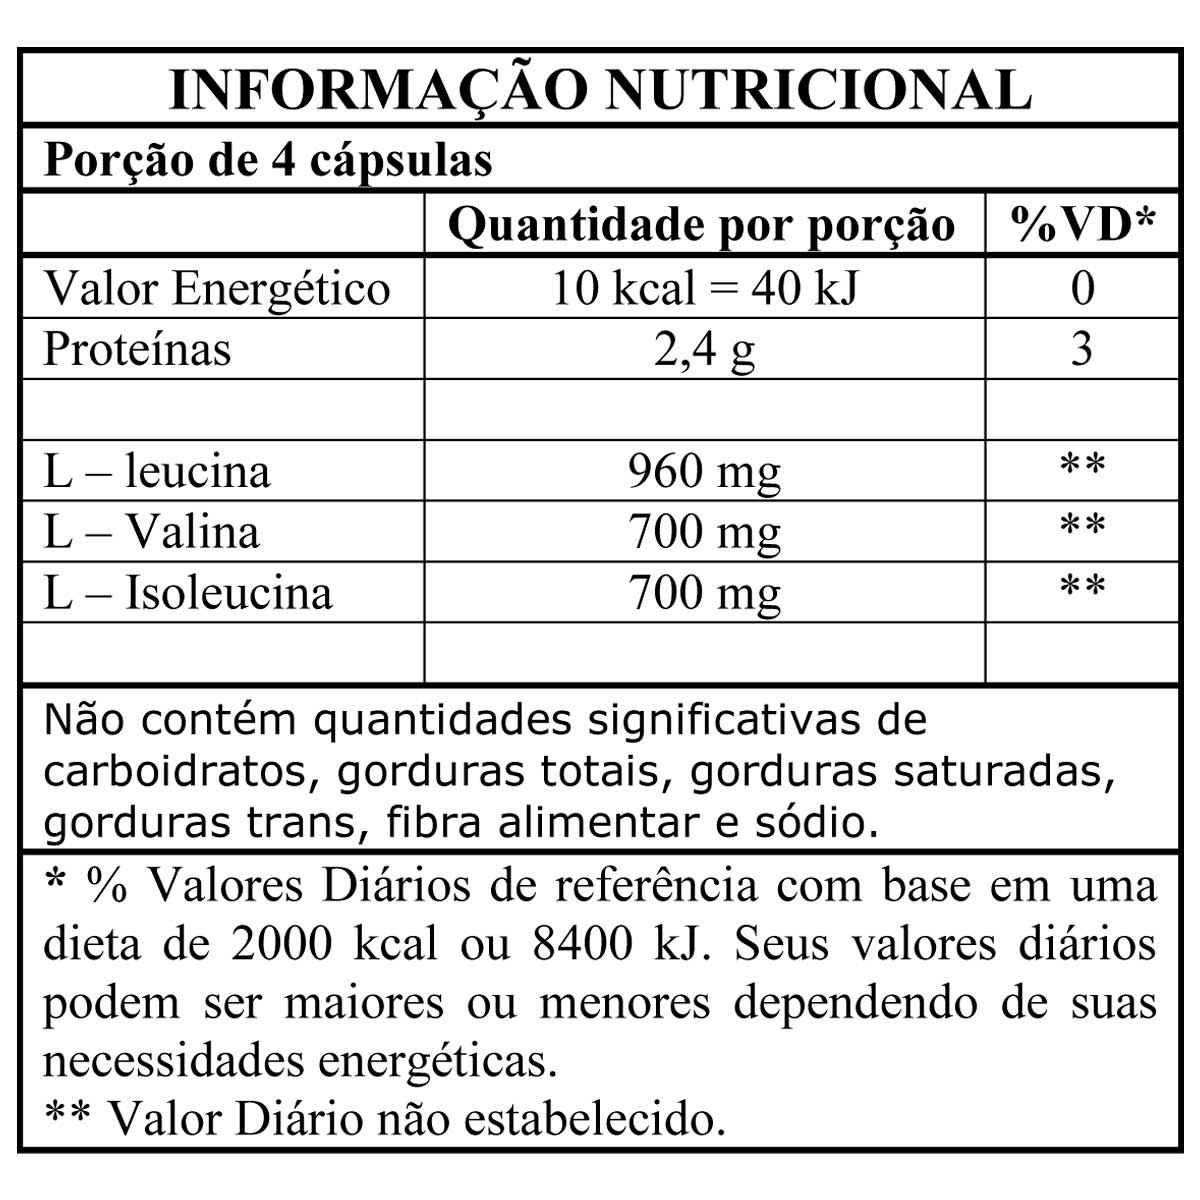 INFORMAÇÃO NUTRICIONAL
Porção de 4 cápsulas
Quantidade por porção %VD*
Valor Energético 10 kcal = 40 kJ 0
Proteínas 2,4 g 3
L – leucina 960 mg **
L – Valina 700 mg **
L – Isoleucina 700 mg **
Não contém quantidades significativas de
carboidratos, gorduras totais, gorduras saturadas,
gorduras trans, fibra alimentar e sódio.
* % Valores Diários de referência com base em uma
dieta de 2000 kcal ou 8400 kJ. Seus valores diários
podem ser maiores ou menores dependendo de suas
necessidades energéticas.
** Valor Diário não estabelecido.